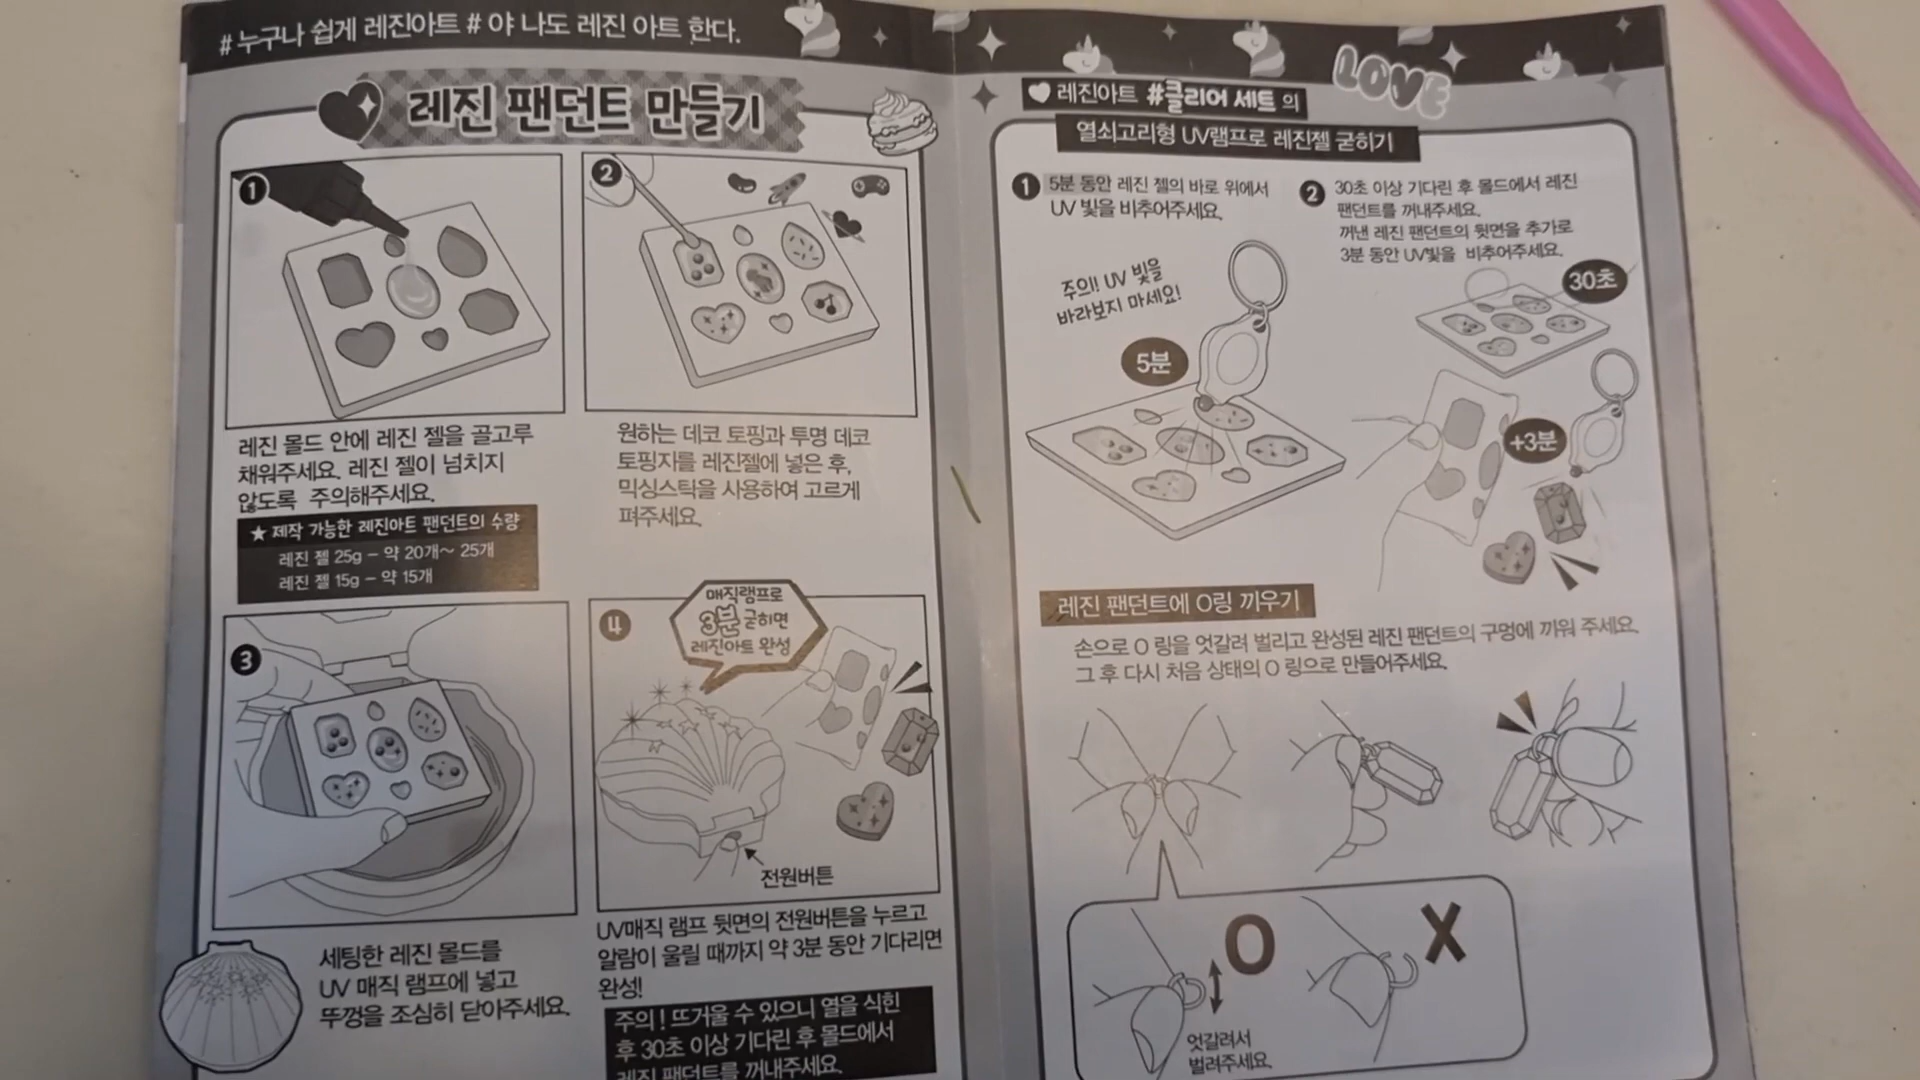 # 누구나 쉽게 레진아트 # 야 나도 레진 아트 한다.
레진 팬던트 만들기
1
레진 몰드 안에 레진 젤을 골고루
채워주세요. 레진 젤이 넘치지
않도록 주의해주세요.
★ 제작 가능한 레진아트 팬던트의 수량
레진 젤 25g – 약 20개~ 25개
레진 젤 15g – 약 15개
2
원하는 데코 토핑과 투명 데코
토핑지를 레진젤에 넣은 후,
믹싱스틱을 사용하여 고르게
펴주세요.
3
세팅한 레진 몰드를
UV 매직 램프에 넣고
뚜껑을 조심히 닫아주세요.
4
매직램프로
3분 굳히면
레진아트 완성
전원버튼
UV매직 램프 뒷면의 전원버튼을 누르고
알람이 울릴 때까지 약 3분 동안 기다리면
완성!
주의! 뜨거울 수 있으니 열을 식힌
후 30초 이상 기다린 후 몰드에서
레진 팬던트를 꺼내주세요.
LOVE
레진아트 #클리어 세트 의
열쇠고리형 UV램프로 레진젤 굳히기
1 5분 동안 레진 젤의 바로 위에서
UV 빛을 비추어주세요.
주의! UV 빛을
바라보지 마세요!
5분
2 30초 이상 기다린 후 몰드에서 레진
팬던트를 꺼내주세요.
꺼낸 레진 팬던트의 뒷면을 추가로
3분 동안 UV빛을 비추어주세요.
30초
+3분
레진 팬던트에 O링 끼우기
손으로 O 링을 엇갈려 벌리고 완성된 레진 팬던트의 구멍에 끼워 주세요.
그 후 다시 처음 상태의 O 링으로 만들어주세요.
O X
엇갈려서
벌려주세요.